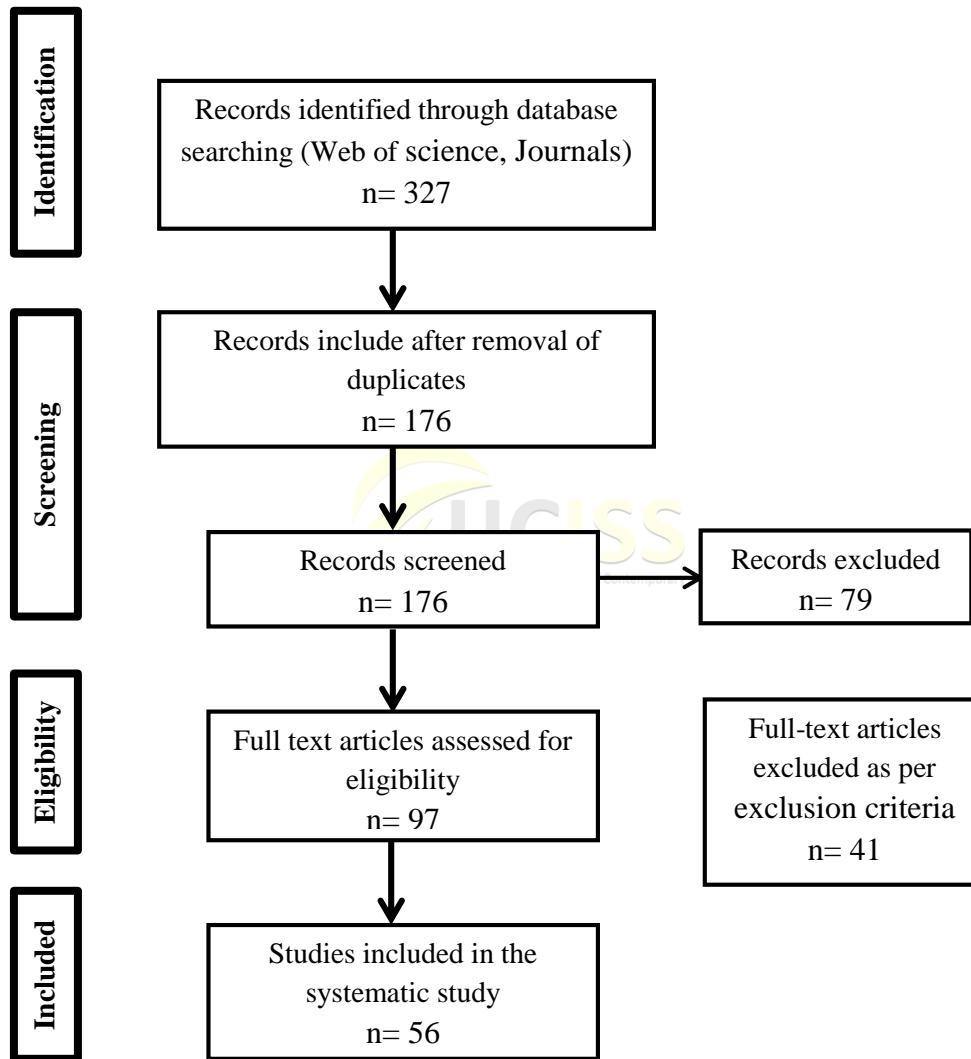 Identification
Records identified through database
searching (Web of science, Journals)
n= 327
Screening
Records include after removal of
duplicates
n= 176
Records screened
n= 176
Records excluded
n= 79
Eligibility
Full text articles assessed for
eligibility
n= 97
Full-text articles
excluded as per
exclusion criteria
n= 41
Included
Studies included in the
systematic study
n= 56